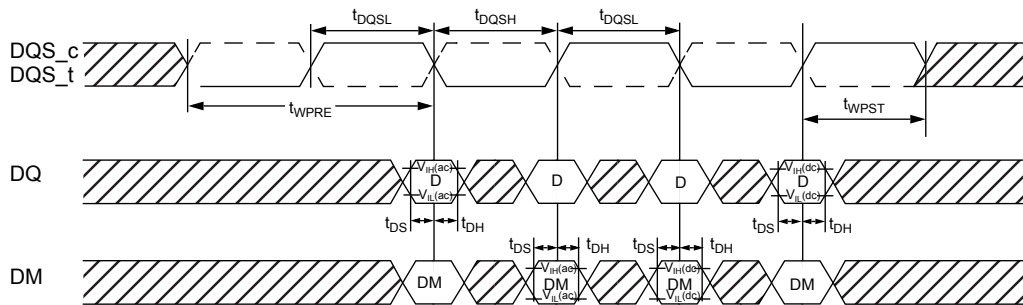 tDQSL tDQSH tDQSL
DQS_c
DQS_t
tWPRE tWPST
VIH(ac) VIH(dc)
DQ D D D D
VIL(ac) VIL(dc)
tDS tDH tDS tDH
tDS tDH tDS tDH
VIH(ac) VIH(dc)
DM DM DM DM DM
VIL(ac) VIL(dc)